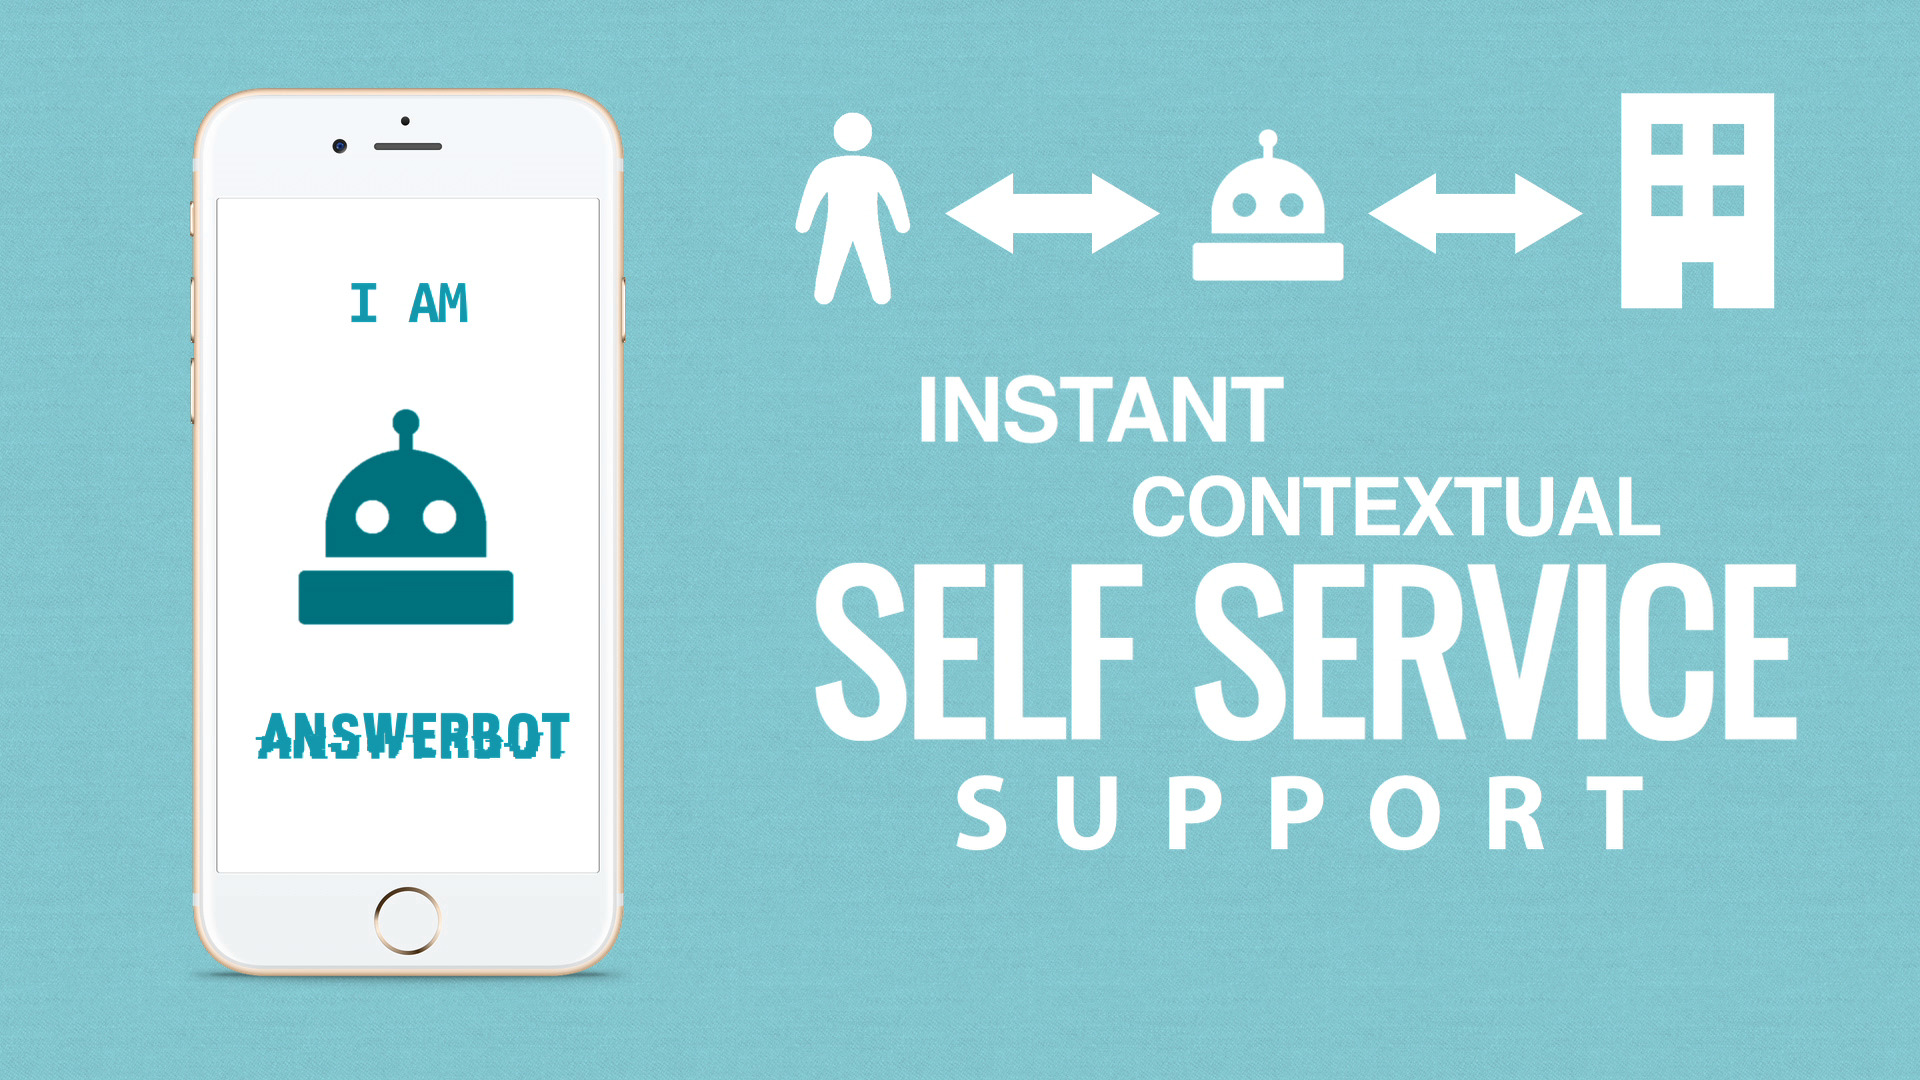 I AM
ANSWERBOT
INSTANT
CONTEXTUAL
SELF SERVICE
SUPPORT